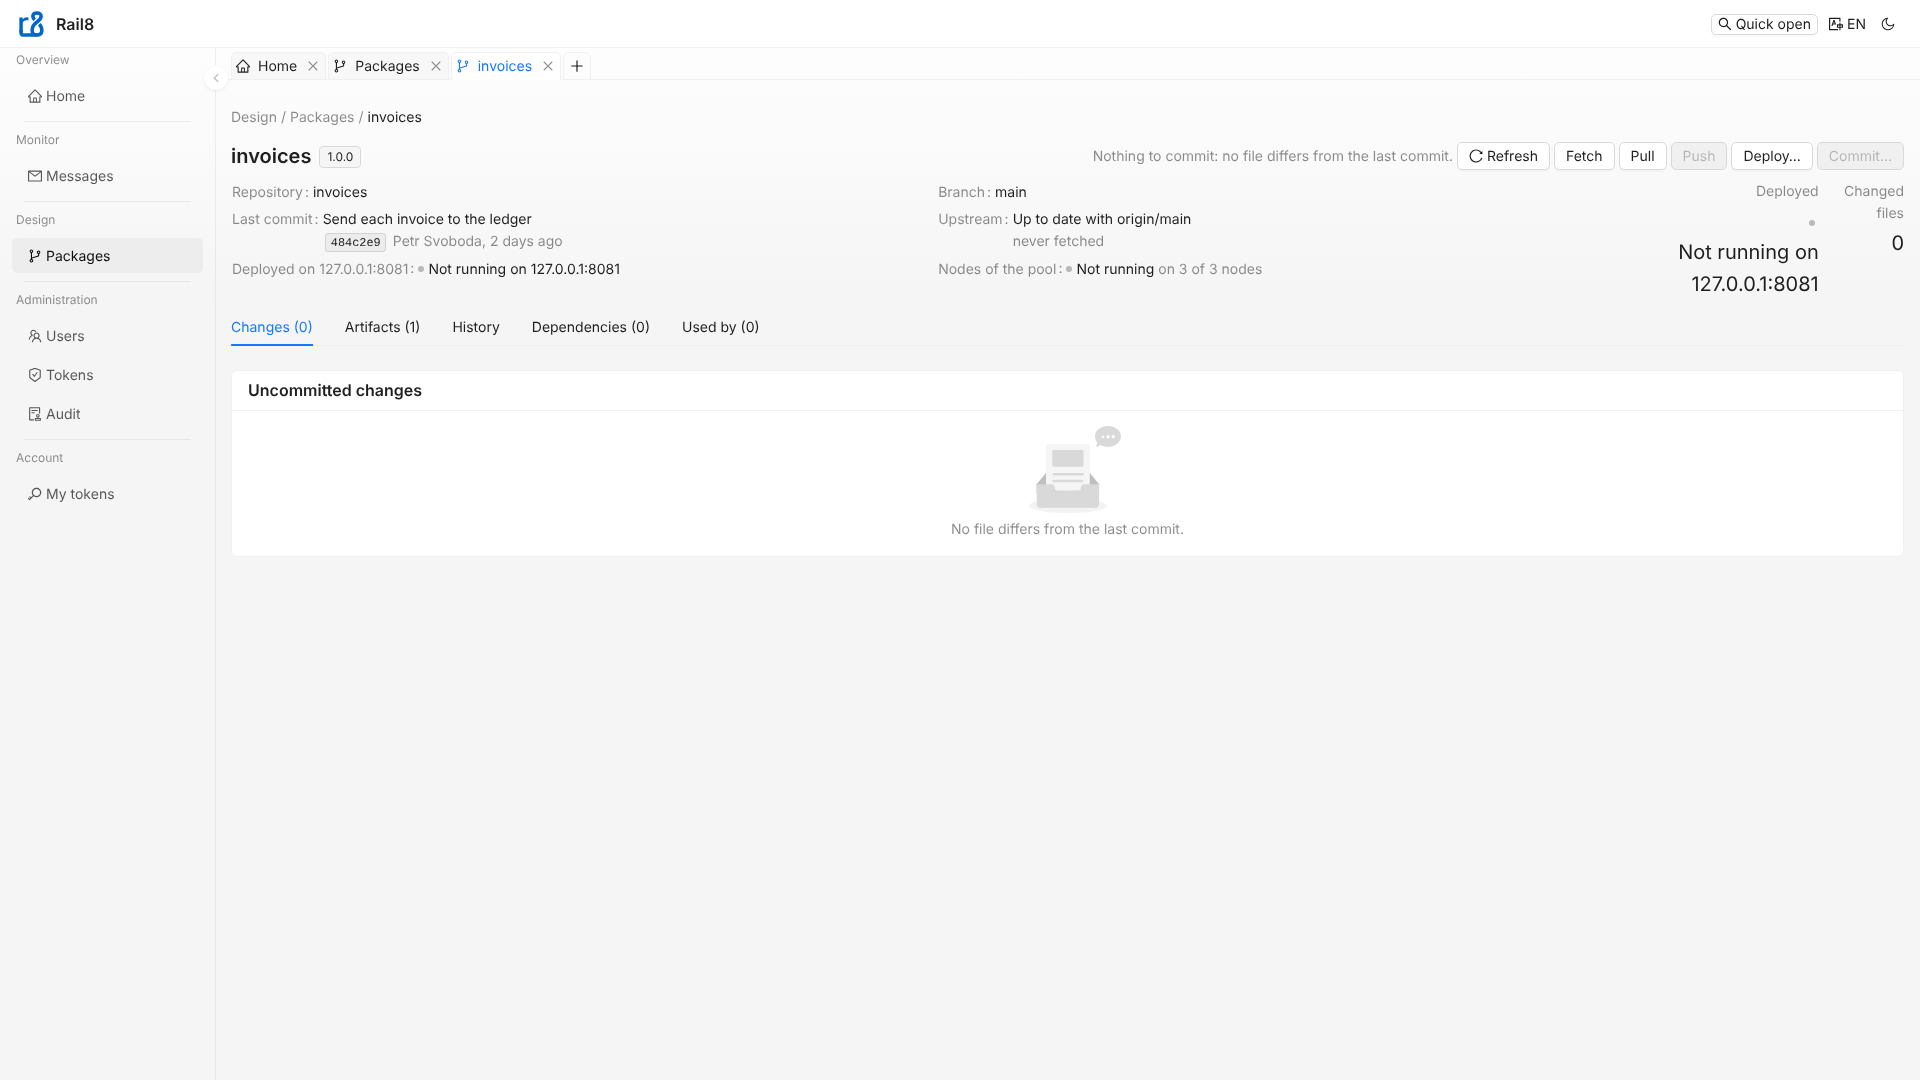 Rail8
Quick open
EN
Overview
Home
Monitor
Messages
Design
Packages
Administration
Users
Tokens
Audit
Account
My tokens
Home
Packages
invoices
Design / Packages / invoices
invoices 1.0.0
Nothing to commit: no file differs from the last commit.
Refresh
Fetch
Pull
Push
Deploy...
Commit...
Repository: invoices
Branch: main
Last commit: Send each invoice to the ledger
484c2e9 Petr Svoboda, 2 days ago
Upstream: Up to date with origin/main
never fetched
Deployed on 127.0.0.1:8081: Not running on 127.0.0.1:8081
Nodes of the pool: Not running on 3 of 3 nodes
Deployed
Not running on
127.0.0.1:8081
Changed
files
0
Changes (0)
Artifacts (1)
History
Dependencies (0)
Used by (0)
Uncommitted changes
No file differs from the last commit.